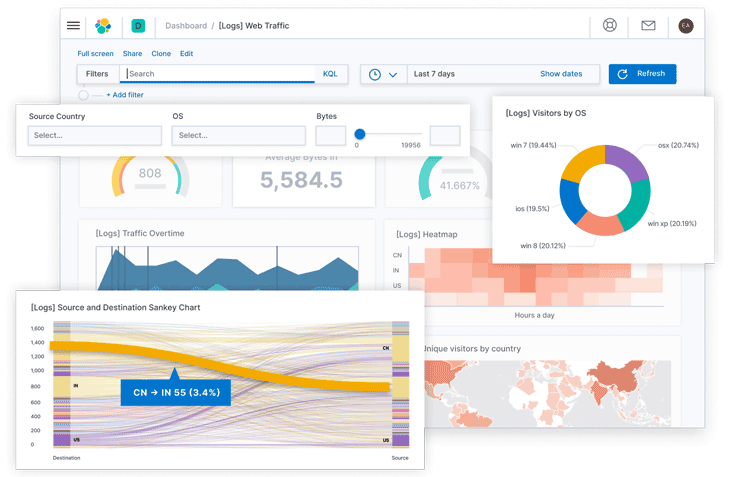 D
Dashboard / [Logs] Web Traffic
EA
Full screen Share Clone Edit
Filters Search KQL Last 7 days Show dates Refresh
+ Add filter
Source Country OS Bytes
Select... Select...
0 19956
[Logs] Visitors by OS
win 7 (19.44%) osx (20.74%)
ios (19.5%) win xp (20.19%)
win 8 (20.12%)
808
Average Bytes In
5,584.5
41.667%
[Logs] Traffic Overtime
[Logs] Heatmap
CN
IN
US
Hours a day
[Logs] Source and Destination Sankey Chart
1,600
1,400
1,200
1,000
800
600
400
200
0
CN
IN
US US
CN → IN 55 (3.4%)
Destination Source
Unique visitors by country